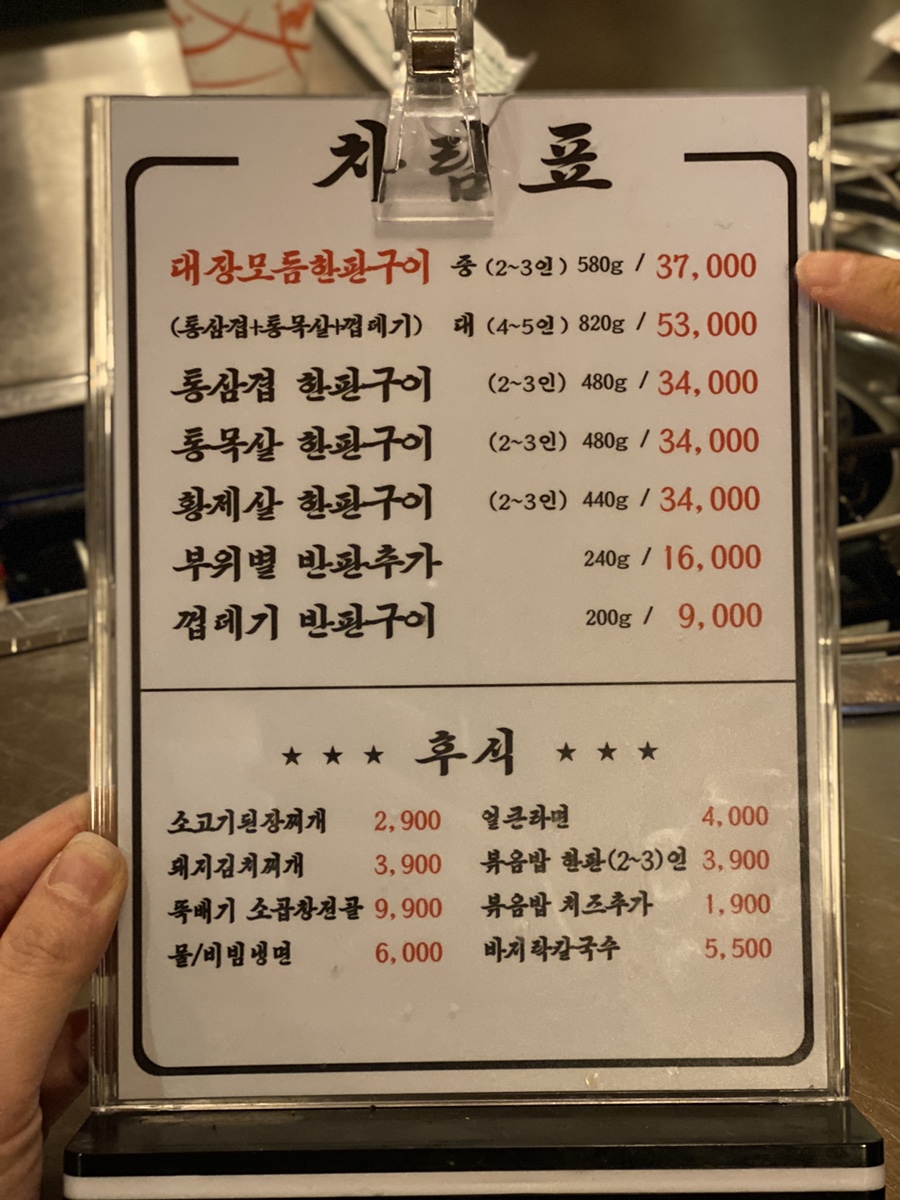 차림표
대장모듬한판구이 중 (2~3인) 580g / 37,000
(통삼겹+통목살+껍데기) 대 (4~5인) 820g / 53,000
통삼겹 한판구이 (2~3인) 480g / 34,000
통목살 한판구이 (2~3인) 480g / 34,000
황제살 한판구이 (2~3인) 440g / 34,000
부위별 반판추가 240g / 16,000
껍데기 반판구이 200g / 9,000
★ ★ ★ 후식 ★ ★ ★
소고기된장찌개 2,900 얼큰라면 4,000
돼지김치찌개 3,900 볶음밥 한판(2~3)인 3,900
뚝배기 소곱창전골 9,900 볶음밥 치즈추가 1,900
물/비빔냉면 6,000 바지락칼국수 5,500